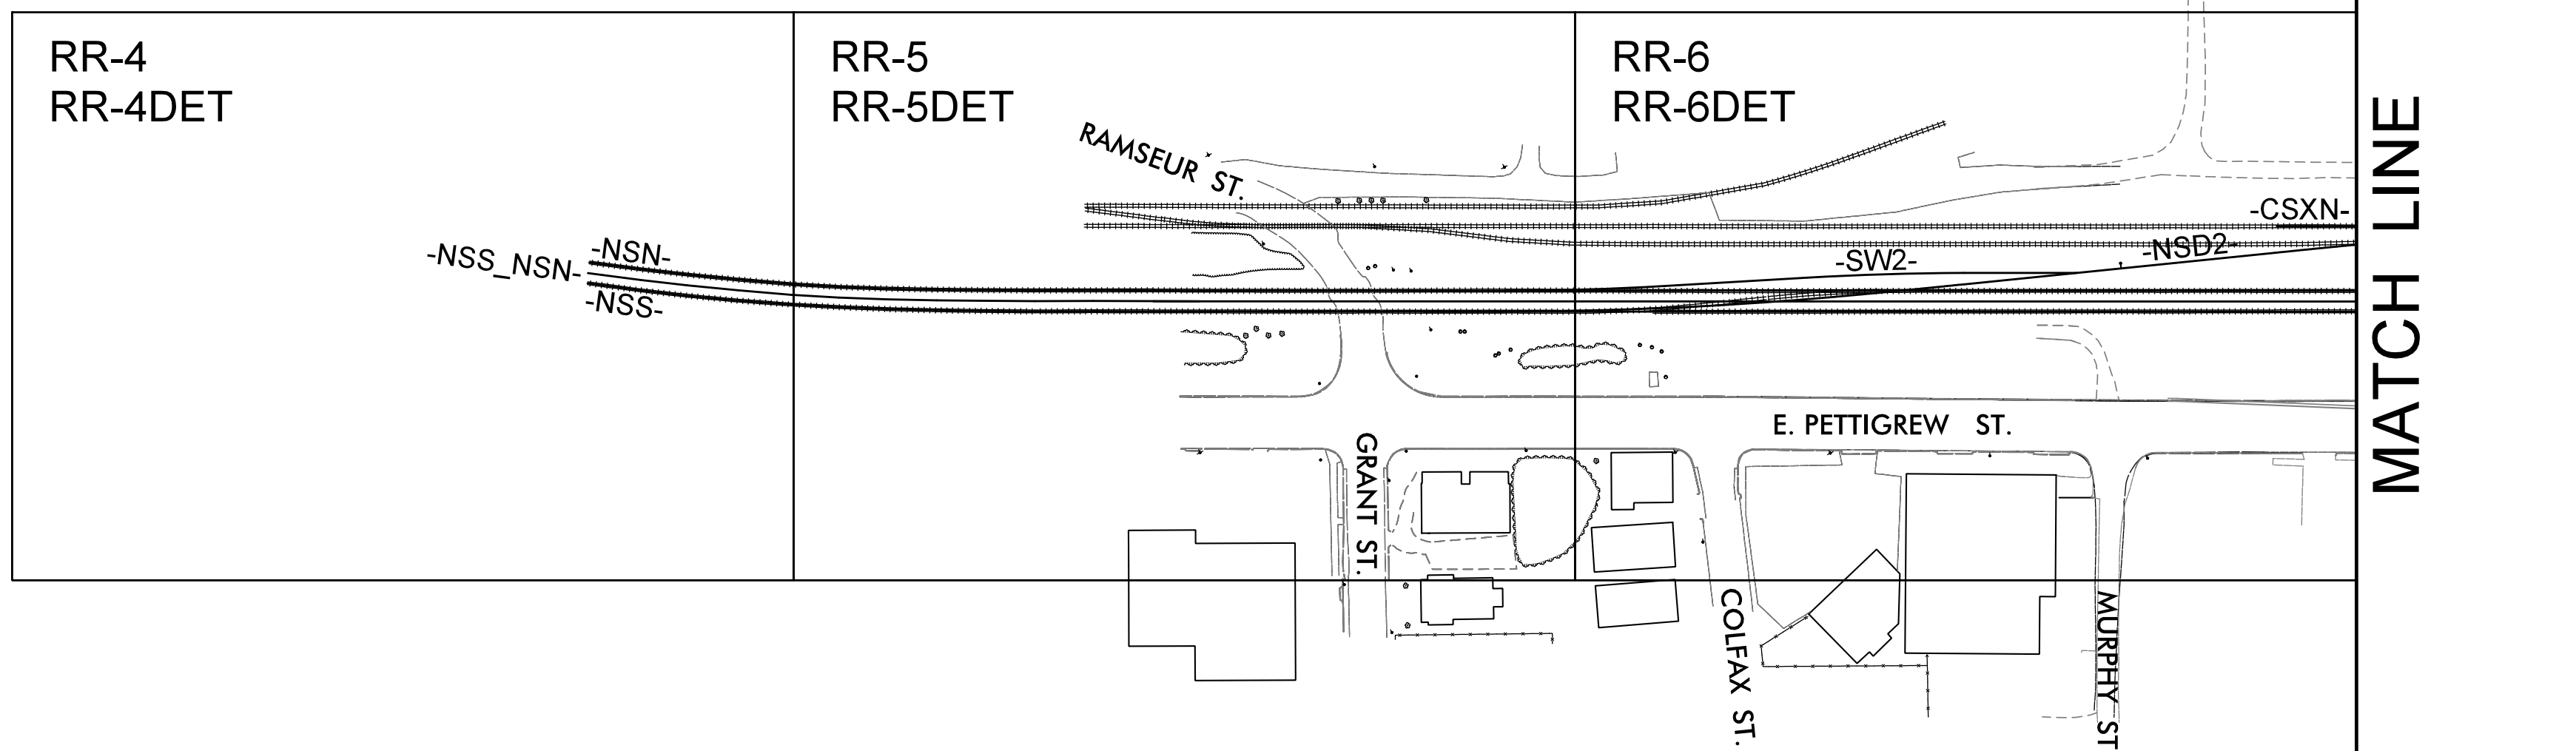 RR-4
RR-4DET
RR-5
RR-5DET
RR-6
RR-6DET
RAMSEUR ST.
-CSXN-
-NSN-
-NSS_NSN-
-NSS-
-SW2-
-NSD2-
E. PETTIGREW ST.
GRANT ST.
COLFAX ST.
MURPHY ST
MATCH LINE